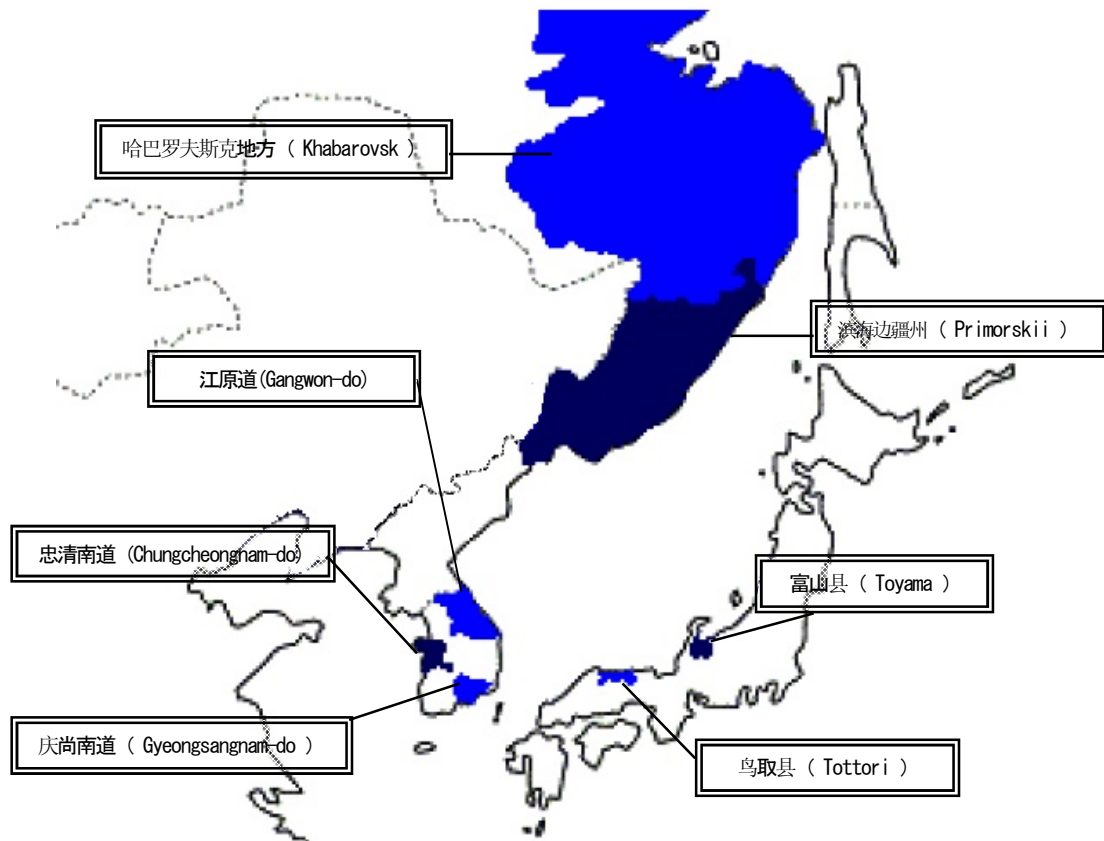 哈巴罗夫斯克地方（ Khabarovsk ）
滨海边疆州（ Primorskii ）
江原道(Gangwon-do)
忠清南道 (Chungcheongnam-do)
富山县（ Toyama ）
庆尚南道（ Gyeongsangnam-do ）
鸟取县（ Tottori ）